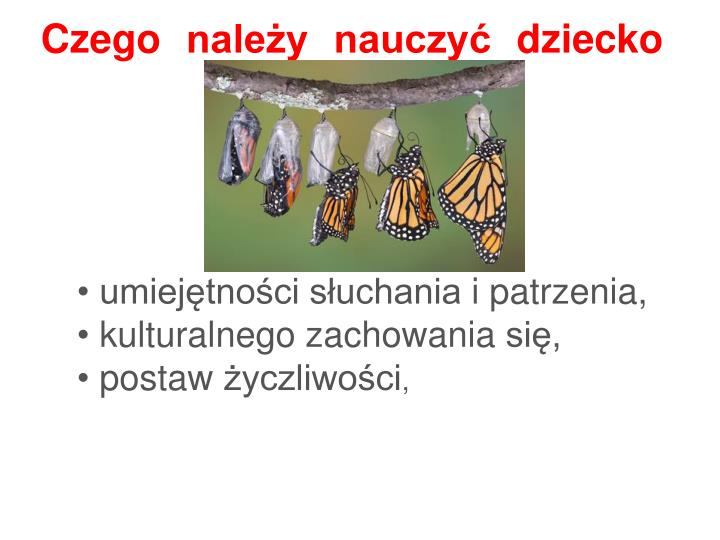 Czego należy nauczyć dziecko
• umiejętności słuchania i patrzenia,
• kulturalnego zachowania się,
• postaw życzliwości,